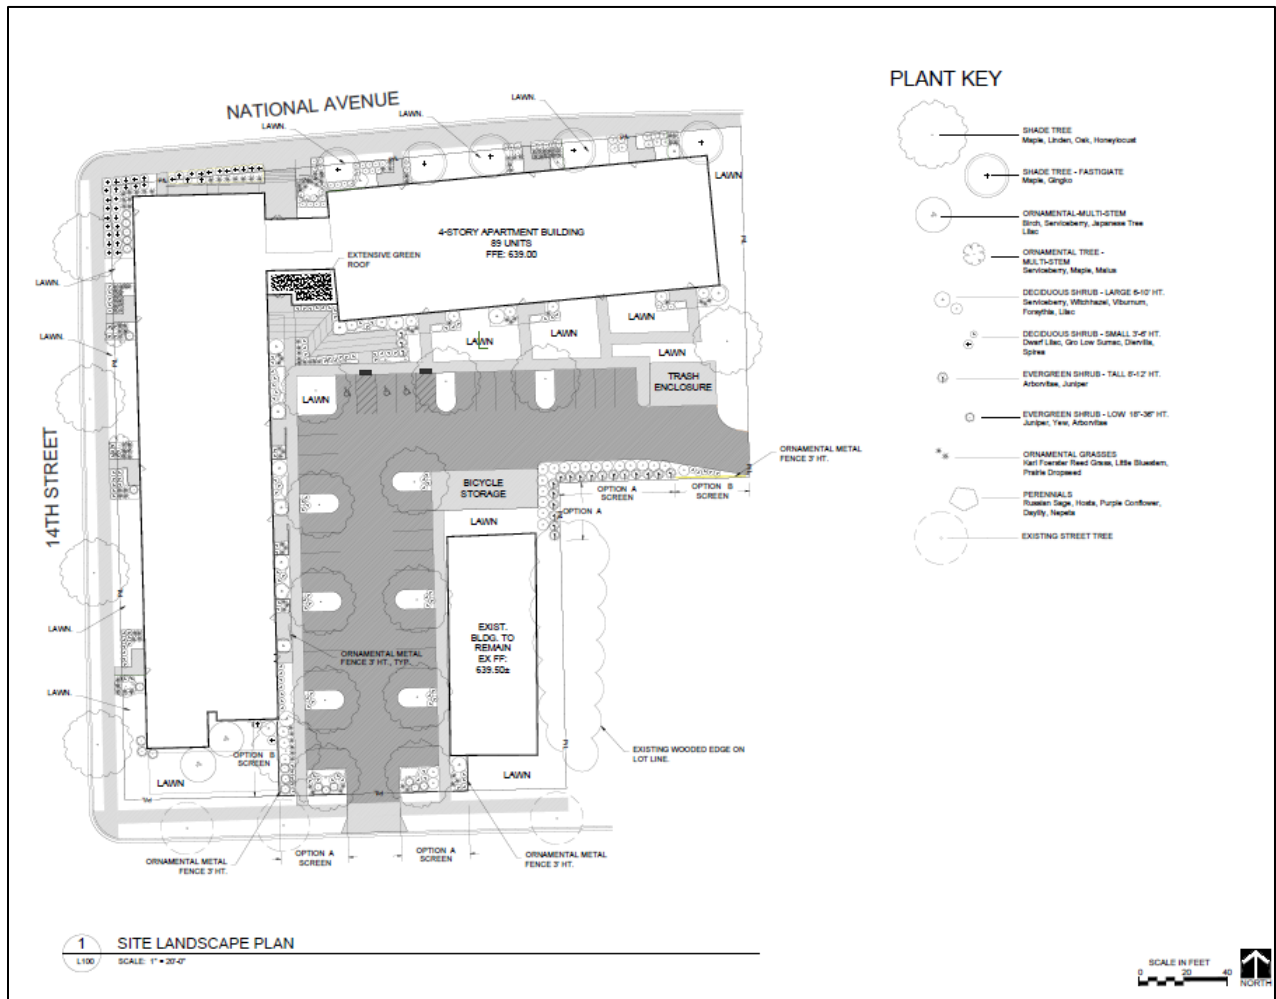 PLANT KEY
NATIONAL AVENUE
LAWN.
LAWN.
LAWN.
SHADE TREE
Maple, Linden, Oak, Honeylocust
SHADE TREE - FASTIGIATE
Maple, Gingko
ORNAMENTAL-MULTI-STEM
Birch, Serviceberry, Japanese Tree
Lilac
ORNAMENTAL TREE -
MULTI-STEM
Serviceberry, Maple, Malus
DECIDUOUS SHRUB - LARGE 6-10' HT.
Serviceberry, Witchhazel, Viburnum,
Forsythia, Lilac
DECIDUOUS SHRUB - SMALL 3'-6' HT.
Dwarf Lilac, Gro Low Sumac, Diervilla,
Spirea
EVERGREEN SHRUB - TALL 8'-12' HT.
Arborvitae, Juniper
EVERGREEN SHRUB - LOW 18"-36" HT.
Juniper, Yew, Arborvitae
ORNAMENTAL GRASSES
Karl Foerster Reed Grass, Little Bluestem,
Prairie Dropseed
PERENNIALS
Russian Sage, Hosta, Purple Conflower,
Daylily, Nepeta
EXISTING STREET TREE
LAWN
4-STORY APARTMENT BUILDING
89 UNITS
FFE: 639.00
EXTENSIVE GREEN
ROOF
LAWN.
LAWN.
LAWN
LAWN
LAWN
LAWN
TRASH
ENCLOSURE
LAWN
14TH STREET
ORNAMENTAL METAL
FENCE 3' HT.
BICYCLE
STORAGE
OPTION A
SCREEN
OPTION B
SCREEN
OPTION A
LAWN
EXIST.
BLDG. TO
REMAIN
EX FF:
639.50±
LAWN.
ORNAMENTAL METAL
FENCE 3' HT., TYP.
LAWN.
OPTION B
SCREEN
EXISTING WOODED EDGE ON
LOT LINE.
LAWN
LAWN
ORNAMENTAL METAL
FENCE 3' HT.
OPTION A
SCREEN
OPTION A
SCREEN
ORNAMENTAL METAL
FENCE 3' HT.
1
L100
SITE LANDSCAPE PLAN
SCALE: 1" = 20'-0"
SCALE IN FEET
0 20 40
NORTH